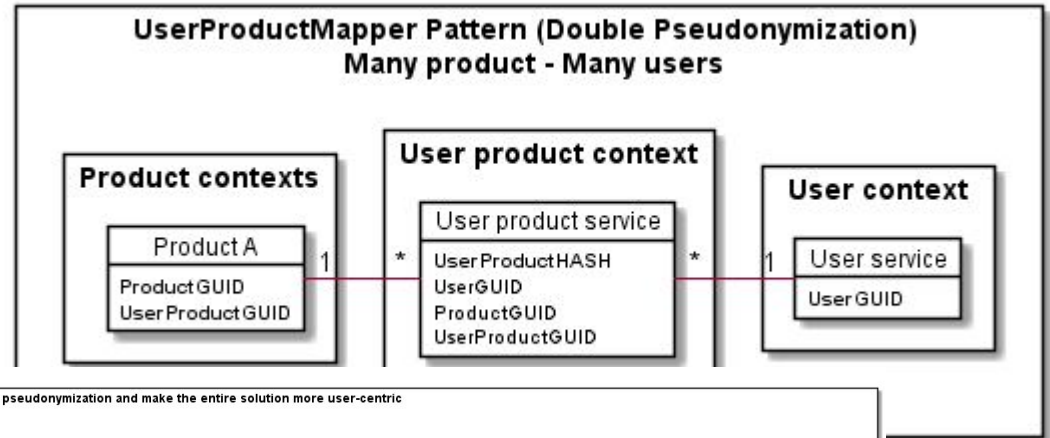 UserProductMapper Pattern (Double Pseudonymization)
Many product - Many users
Product contexts
Product A
ProductGUID
UserProductGUID
1
*
User product context
User product service
UserProductHASH
UserGUID
ProductGUID
UserProductGUID
*
1
User context
User service
UserGUID
pseudonymization and make the entire solution more user-centric